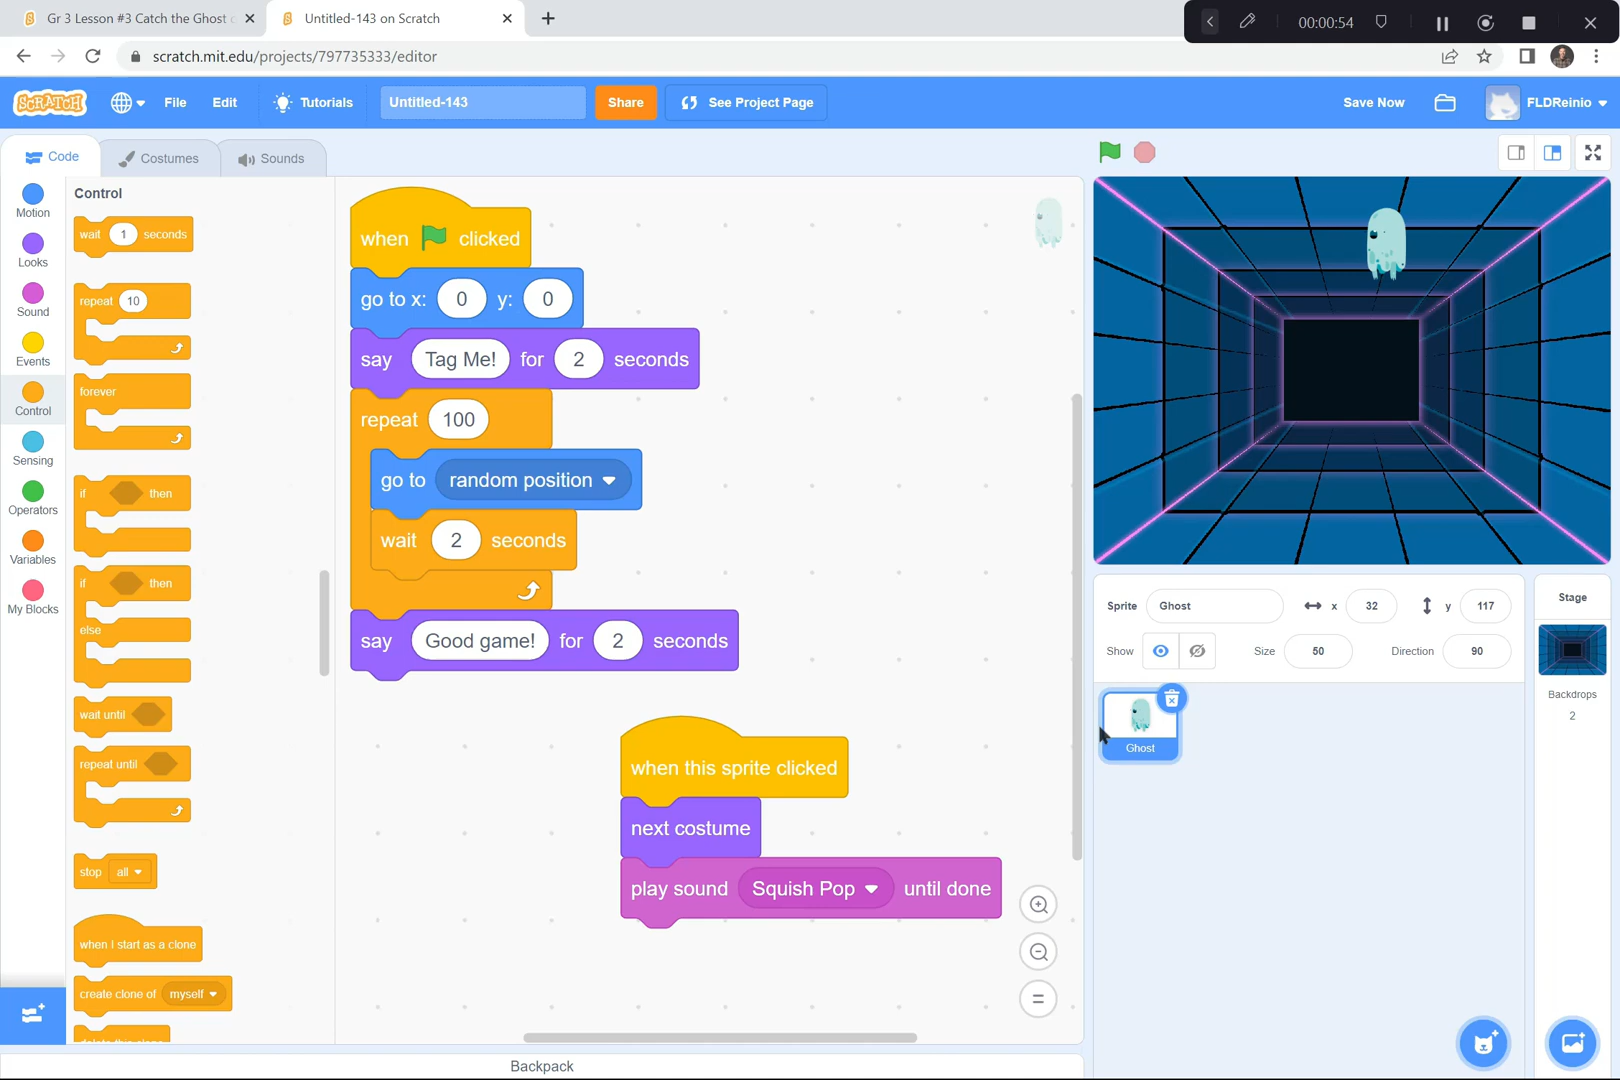 Gr 3 Lesson #3 Catch the Ghost
Untitled-143 on Scratch
00:00:54
scratch.mit.edu/projects/797735333/editor
SCRATCH
File
Edit
Tutorials
Untitled-143
Share
See Project Page
Save Now
FLDReinio
Code
Costumes
Sounds
Motion
Looks
Sound
Events
Control
Sensing
Operators
Variables
My Blocks
Control
wait 1 seconds
repeat 10
forever
if then
if then
else
wait until
repeat until
stop all
when I start as a clone
create clone of myself
delete this clone
when clicked
go to x: 0 y: 0
say Tag Me! for 2 seconds
repeat 100
go to random position
wait 2 seconds
say Good game! for 2 seconds
when this sprite clicked
next costume
play sound Squish Pop until done
Backpack
Sprite Ghost x 32 y 117
Show Size 50 Direction 90
Ghost
Stage
Backdrops
2